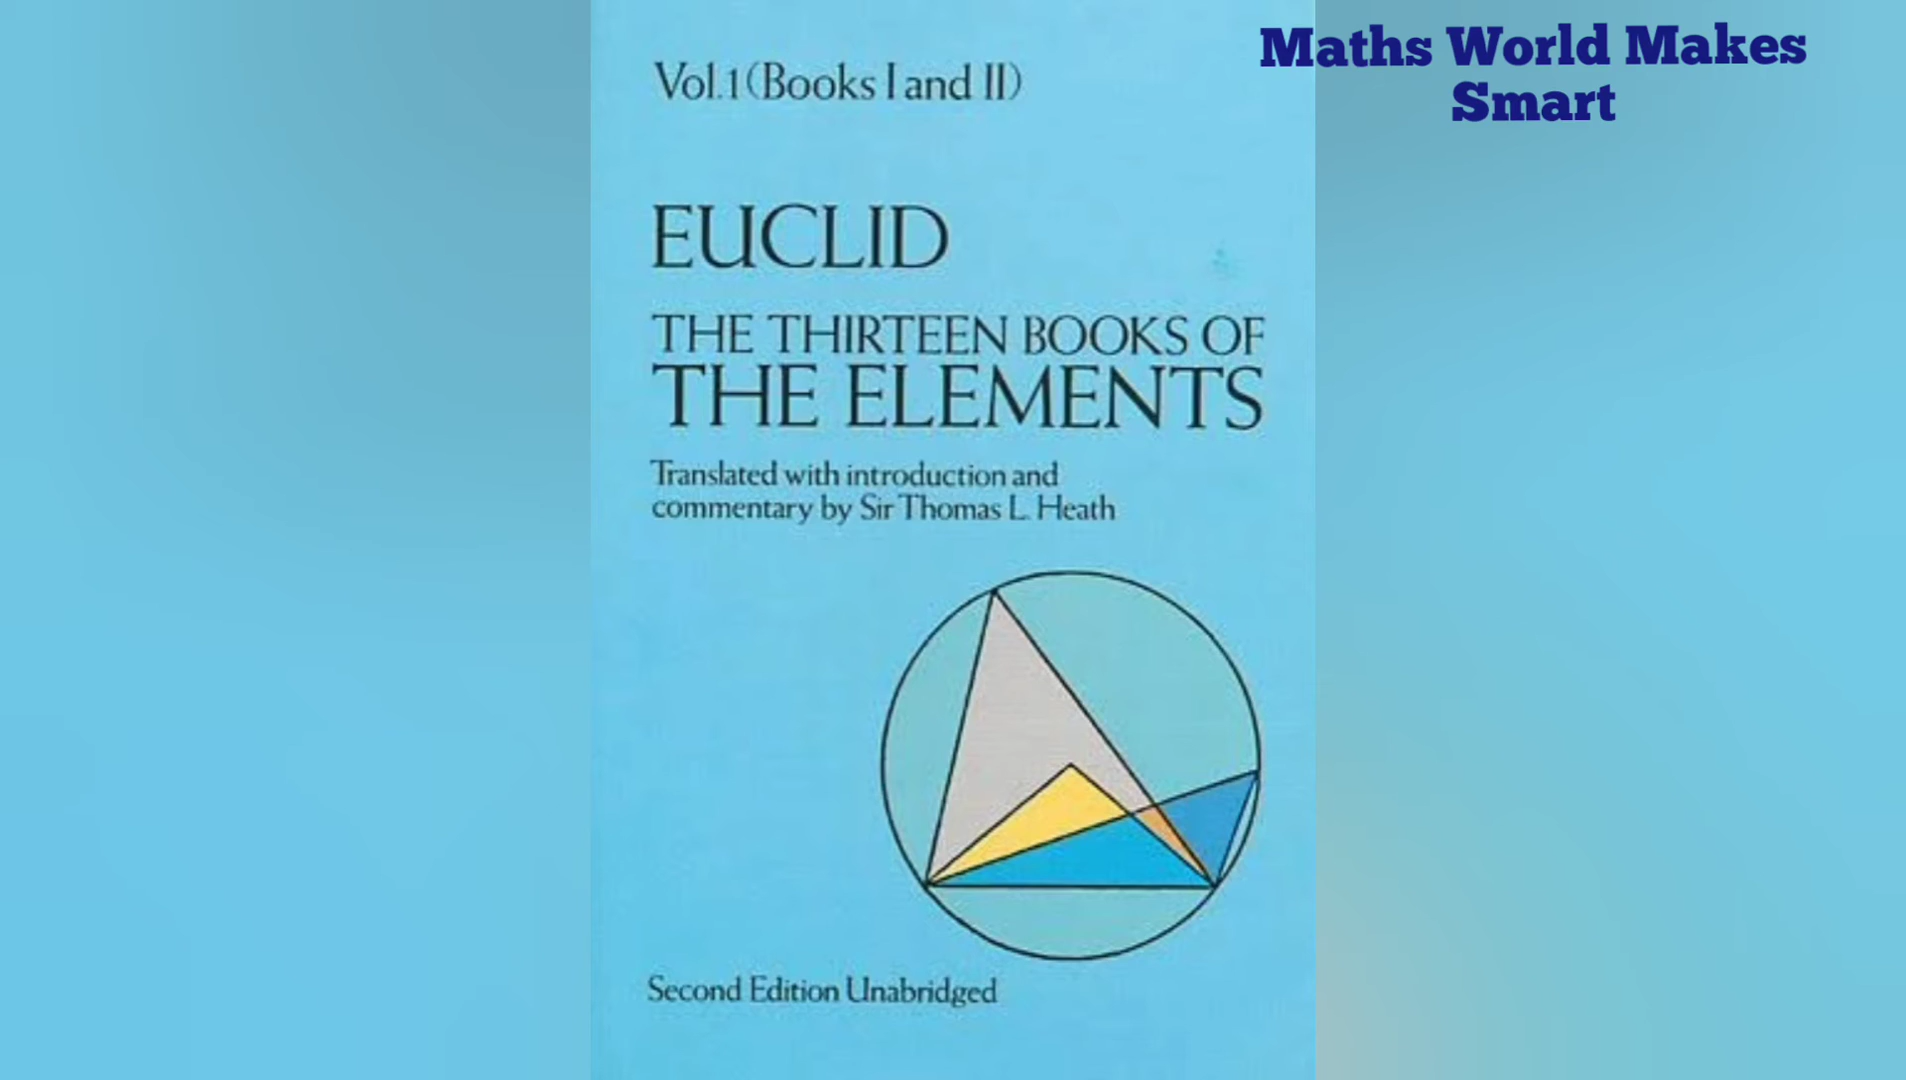 Maths World Makes
Smart
Vol. 1 (Books I and II)
EUCLID
THE THIRTEEN BOOKS OF
THE ELEMENTS
Translated with introduction and
commentary by Sir Thomas L. Heath
Second Edition Unabridged